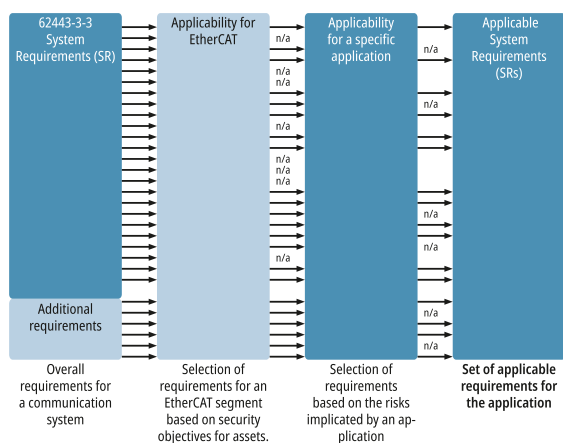 62443-3-3
System
Requirements (SR)
Additional
requirements
Applicability for
EtherCAT
n/a
n/a
n/a
n/a
n/a
n/a
n/a
n/a
Applicability
for a specific
application
n/a
n/a
n/a
n/a
n/a
n/a
Applicable
System
Requirements
(SRs)
Overall
requirements for
a communication
system
Selection of
requirements for an
EtherCAT segment
based on security
objectives for assets.
Selection of
requirements
based on the risks
implicated by an ap-
plication
Set of applicable
requirements for
the application